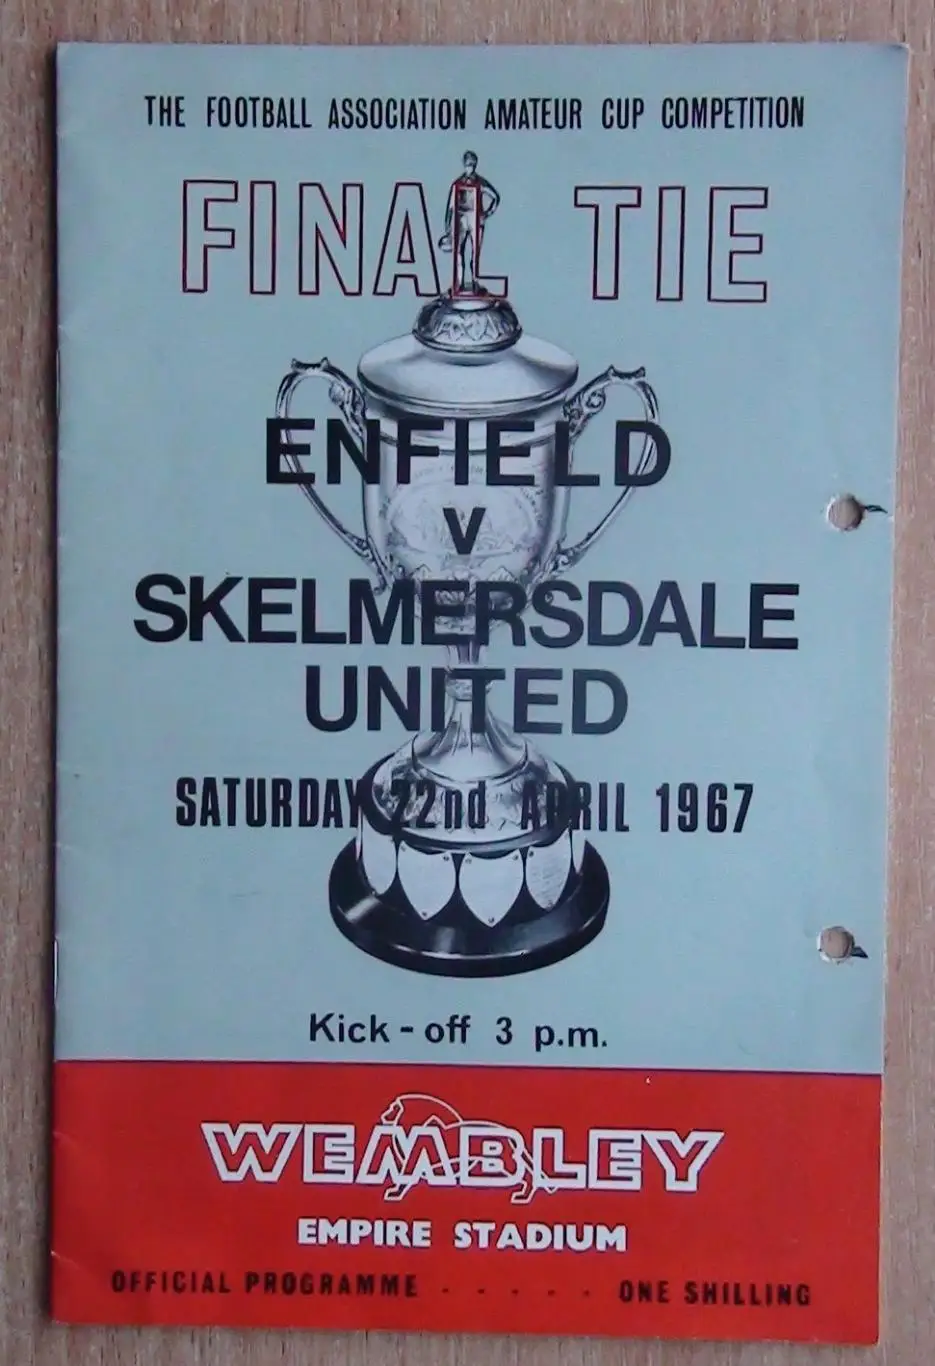 THE FOOTBALL ASSOCIATION AMATEUR CUP COMPETITION
FINAL TIE
ENFIELD
V
SKELMERSDALE
UNITED
SATURDAY 22nd APRIL 1967
Kick-off 3 p.m.
WEMBLEY
EMPIRE STADIUM
OFFICIAL PROGRAMME - - - - - ONE SHILLING